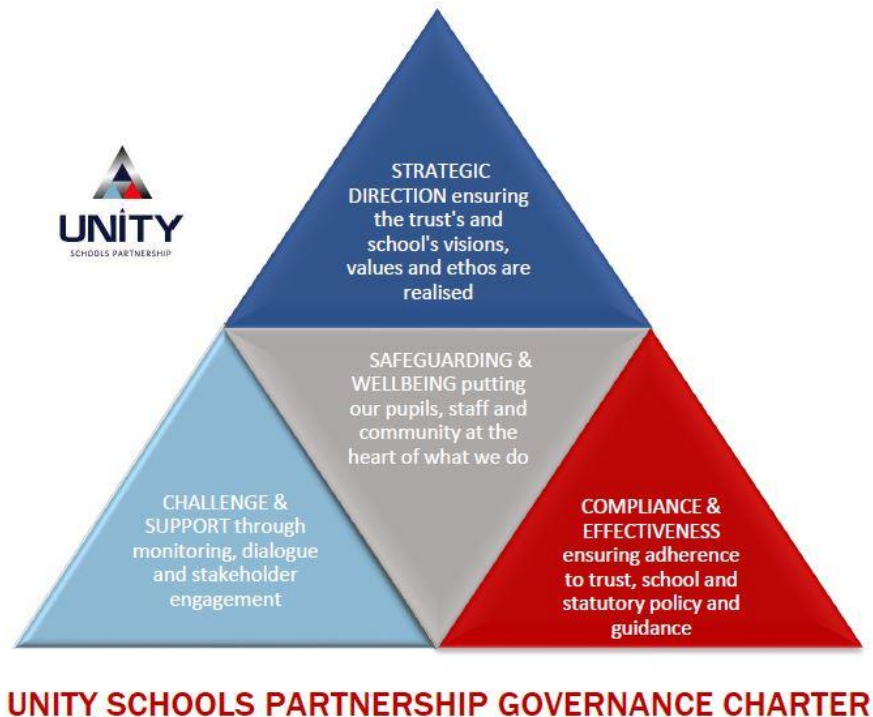 STRATEGIC
DIRECTION ensuring
the trust's and
school's visions,
values and ethos are
realised
UNiTY
SCHOOLS PARTNERSHIP
SAFEGUARDING &
WELLBEING putting
our pupils, staff and
community at the
heart of what we do
CHALLENGE &
SUPPORT through
monitoring, dialogue
and stakeholder
engagement
COMPLIANCE &
EFFECTIVENESS
ensuring adherence
to trust, school and
statutory policy and
guidance
UNITY SCHOOLS PARTNERSHIP GOVERNANCE CHARTER